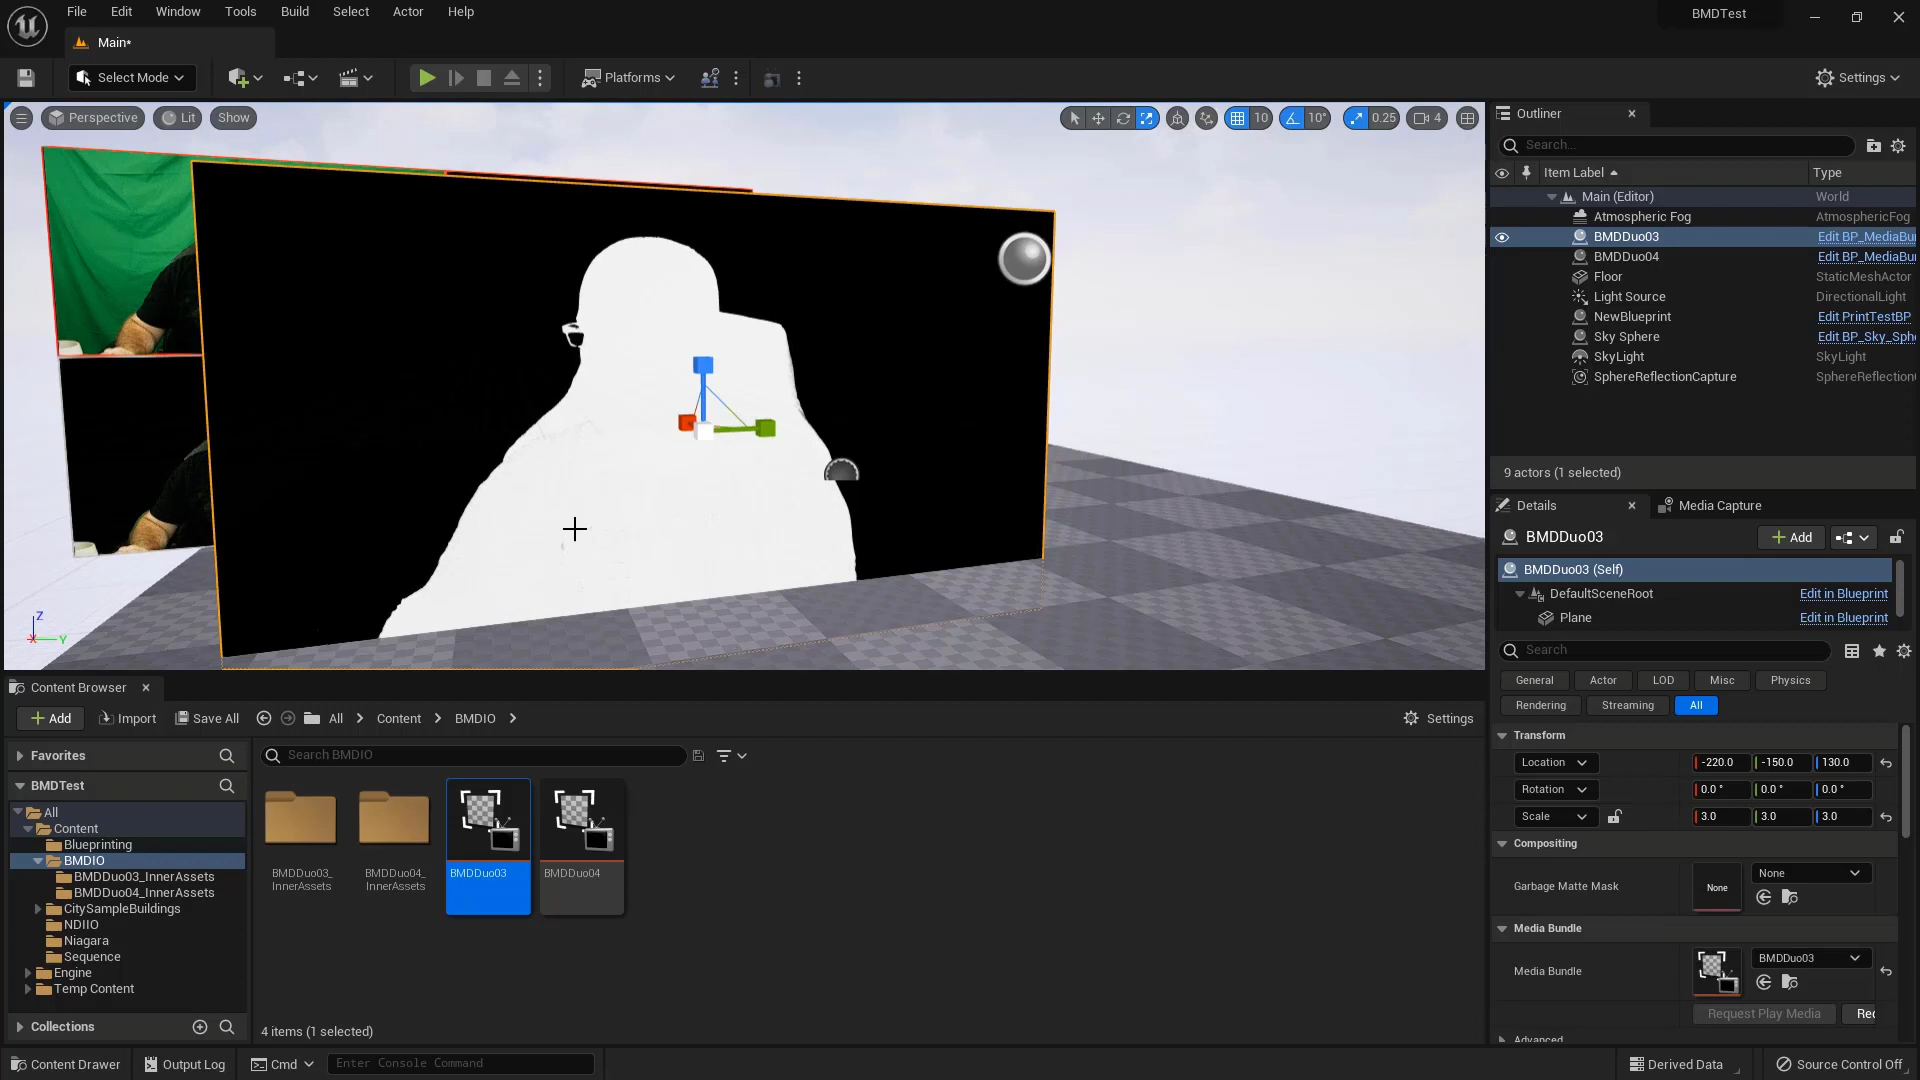 File Edit Window Tools Build Select Actor Help
BMDTest
Main*
Select Mode
Platforms
Settings
Perspective Lit Show
10 10° 0.25 4
Outliner
Search...
Item Label Type
Main (Editor) World
Atmospheric Fog AtmosphericFog
BMDDuo03 Edit BP_MediaBu
BMDDuo04 Edit BP_MediaBu
Floor StaticMeshActor
Light Source DirectionalLight
NewBlueprint Edit PrintTestBP
Sky Sphere Edit BP_Sky_Sphe
SkyLight SkyLight
SphereReflectionCapture SphereReflection
9 actors (1 selected)
Details Media Capture
BMDDuo03 Add
BMDDuo03 (Self)
DefaultSceneRoot Edit in Blueprint
Plane Edit in Blueprint
Search
General Actor LOD Misc Physics
Rendering Streaming All
Transform
Location -220.0 -150.0 130.0
Rotation 0.0 ° 0.0 ° 0.0 °
Scale 3.0 3.0 3.0
Compositing
Garbage Matte Mask None None
Media Bundle
Media Bundle BMDDuo03
Request Play Media Rec
Advanced
Z
X Y
Content Browser
Add Import Save All All Content BMDIO Settings
Favorites
Search BMDIO
BMDTest
All
Content
Blueprinting
BMDIO
BMDDuo03_InnerAssets
BMDDuo04_InnerAssets
CitySampleBuildings
NDIIO
Niagara
Sequence
Engine
Temp Content
Collections
BMDDuo03_
InnerAssets
BMDDuo04_
InnerAssets
BMDDuo03
BMDDuo04
4 items (1 selected)
Content Drawer Output Log Cmd Enter Console Command Derived Data Source Control Off